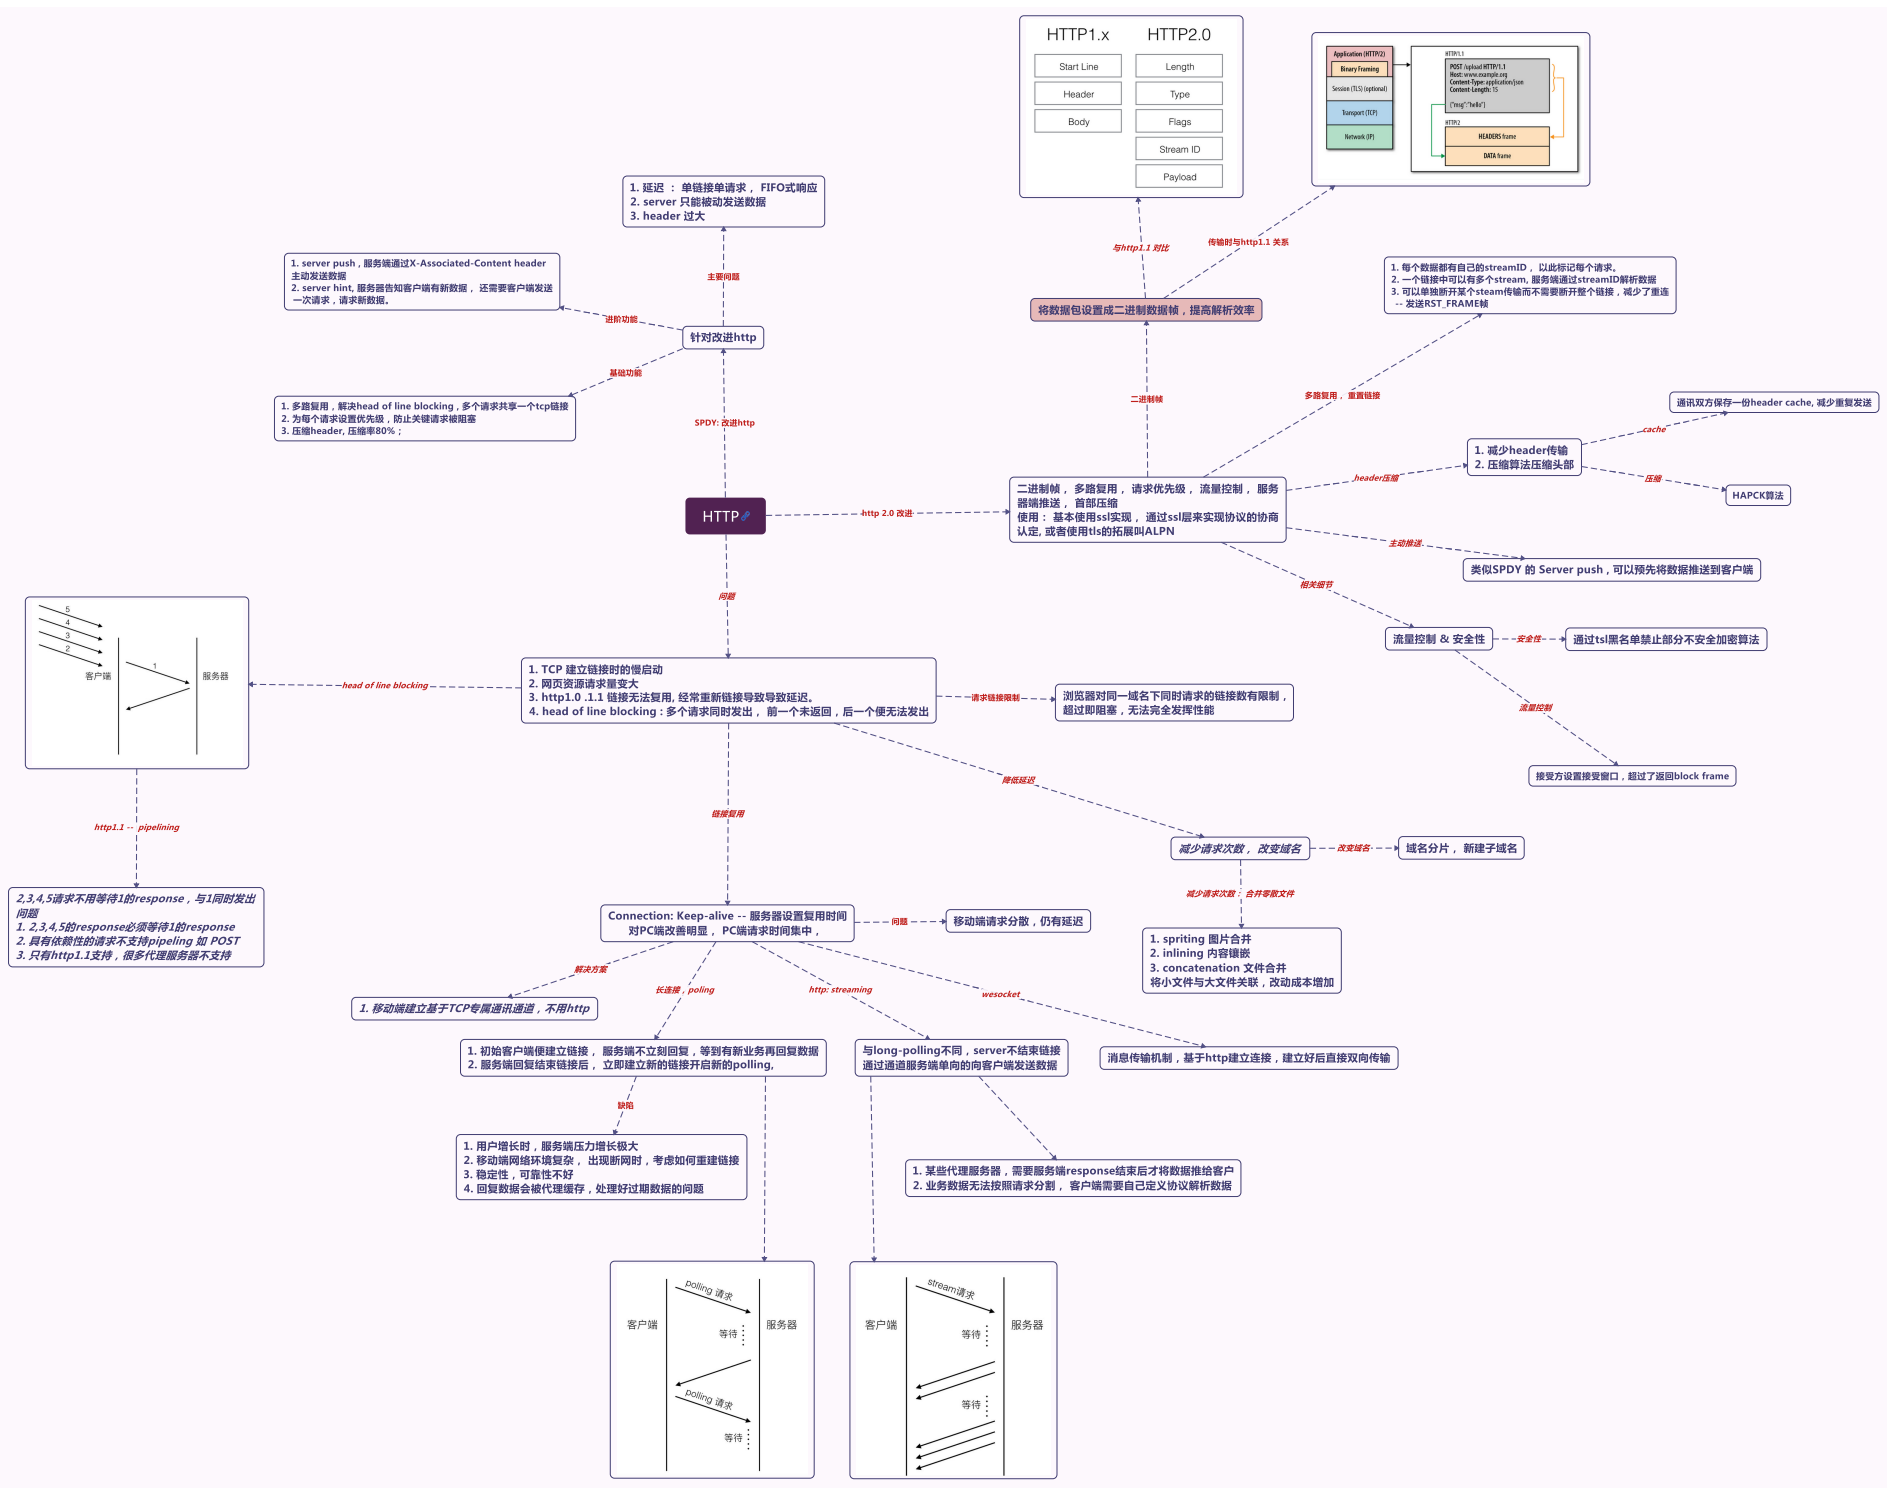 HTTP1.x
HTTP2.0
Start Line
Header
Body
Length
Type
Flags
Stream ID
Payload
Application (HTTP/2)
Binary Framing
Session (TLS) (optional)
Transport (TCP)
Network (IP)
HTTP/1.1
POST /upload HTTP/1.1
Host: www.example.org
Content-Type: application/json
Content-Length: 15
{"msg":"hello"}
HTTP/2
HEADERS frame
DATA frame
与http1.1 对比
传输时与http1.1 关系
将数据包设置成二进制数据帧，提高解析效率
二进制帧
1. 延迟 ： 单链接单请求 ， FIFO式响应
2. server 只能被动发送数据
3. header 过大
主要问题
1. server push , 服务端通过X-Associated-Content header
主动发送数据
2. server hint, 服务器告知客户端有新数据 ， 还需要客户端发送
一次请求，请求新数据。
进阶功能
针对改进http
基础功能
1. 多路复用，解决head of line blocking , 多个请求共享一个tcp链接
2. 为每个请求设置优先级，防止关键请求被阻塞
3. 压缩header, 压缩率80% ;
SPDY: 改进http
HTTP
http 2.0 改进
1. 每个数据都有自己的streamID ， 以此标记每个请求。
2. 一个链接中可以有多个stream, 服务端通过streamID解析数据
3. 可以单独断开某个steam传输而不需要断开整个链接，减少了重连
-- 发送RST_FRAME帧
多路复用 ， 重置链接
二进制帧 ， 多路复用 ， 请求优先级 ， 流量控制 ， 服务
器端推送 ， 首部压缩
使用 ： 基本使用ssl实现 ， 通过ssl层来实现协议的协商
认定, 或者使用tls的拓展叫ALPN
header压缩
1. 减少header传输
2. 压缩算法压缩头部
cache
通讯双方保存一份header cache, 减少重复发送
压缩
HAPCK算法
主动推送
类似SPDY 的 Server push , 可以预先将数据推送到客户端
相关细节
流量控制 & 安全性
安全性
通过tsl黑名单禁止部分不安全加密算法
流量控制
接受方设置接受窗口，超过了返回block frame
问题
1. TCP 建立链接时的慢启动
2. 网页资源请求量变大
3. http1.0 .1.1 链接无法复用, 经常重新链接导致导致延迟。
4. head of line blocking : 多个请求同时发出 ， 前一个未返回，后一个便无法发出
请求链接限制
浏览器对同一域名下同时请求的链接数有限制，
超过即阻塞，无法完全发挥性能
head of line blocking
5
4
3
2
1
客户端
服务器
http1.1 -- pipelining
2,3,4,5请求不用等待1的response，与1同时发出
问题
1. 2,3,4,5的response必须等待1的response
2. 具有依赖性的请求不支持pipeling 如 POST
3. 只有http1.1支持，很多代理服务器不支持
降低延迟
减少请求次数 ， 改变域名
改变域名
域名分片 ， 新建子域名
减少请求次数 ： 合并零散文件
1. spriting 图片合并
2. inlining 内容镶嵌
3. concatenation 文件合并
将小文件与大文件关联，改动成本增加
链接复用
Connection: Keep-alive -- 服务器设置复用时间
对PC端改善明显 ， PC端请求时间集中，
问题
移动端请求分散，仍有延迟
解决方案
1. 移动端建立基于TCP专属通讯通道，不用http
长连接，poling
1. 初始客户端便建立链接 ， 服务端不立刻回复，等到有新业务再回复数据
2. 服务端回复结束链接后 ， 立即建立新的链接开启新的polling,
缺陷
1. 用户增长时，服务端压力增长极大
2. 移动端网络环境复杂 ， 出现断网时，考虑如何重建链接
3. 稳定性，可靠性不好
4. 回复数据会被代理缓存，处理好过期数据的问题
http: streaming
与long-polling不同，server不结束链接
通过通道服务端单向的向客户端发送数据
1. 某些代理服务器，需要服务端response结束后才将数据推给客户
2. 业务数据无法按照请求分割 ， 客户端需要自己定义协议解析数据
wesocket
消息传输机制，基于http建立连接，建立好后直接双向传输
polling 请求
客户端
服务器
等待
polling 请求
等待
stream请求
客户端
服务器
等待
等待